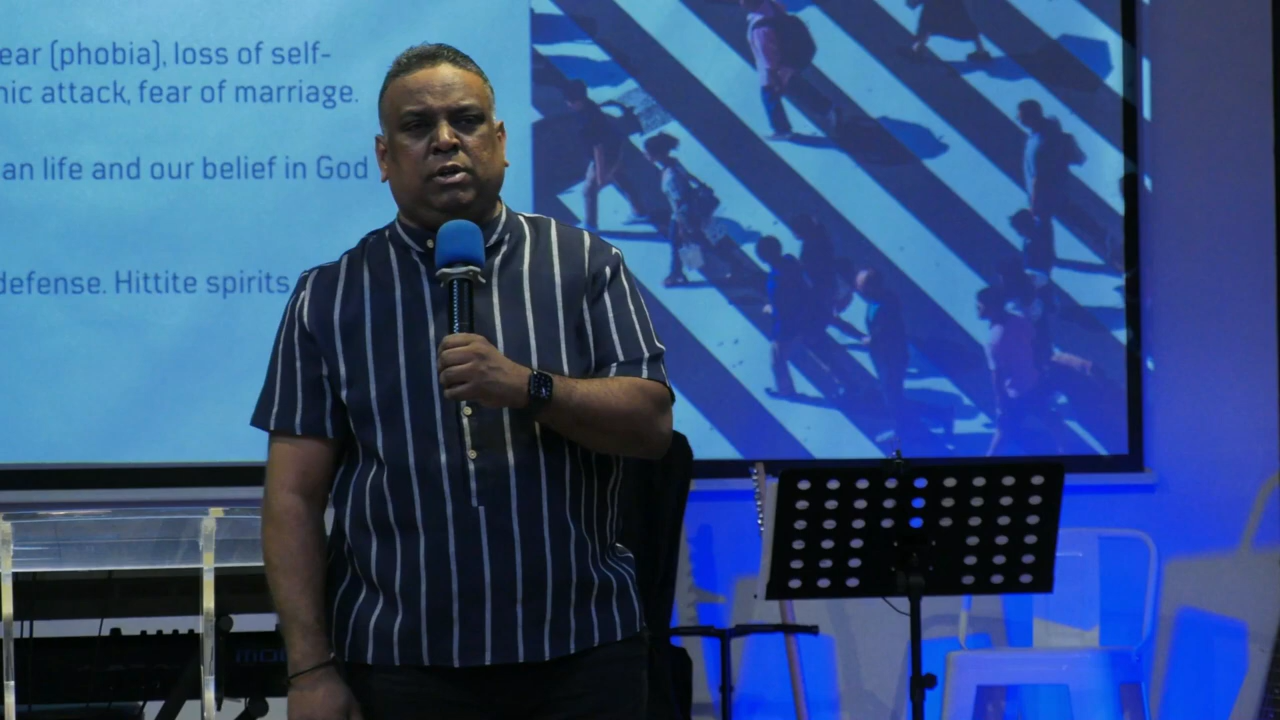 ear (phobia), loss of self-
nic attack, fear of marriage.
an life and our belief in God
defense. Hittite spirits